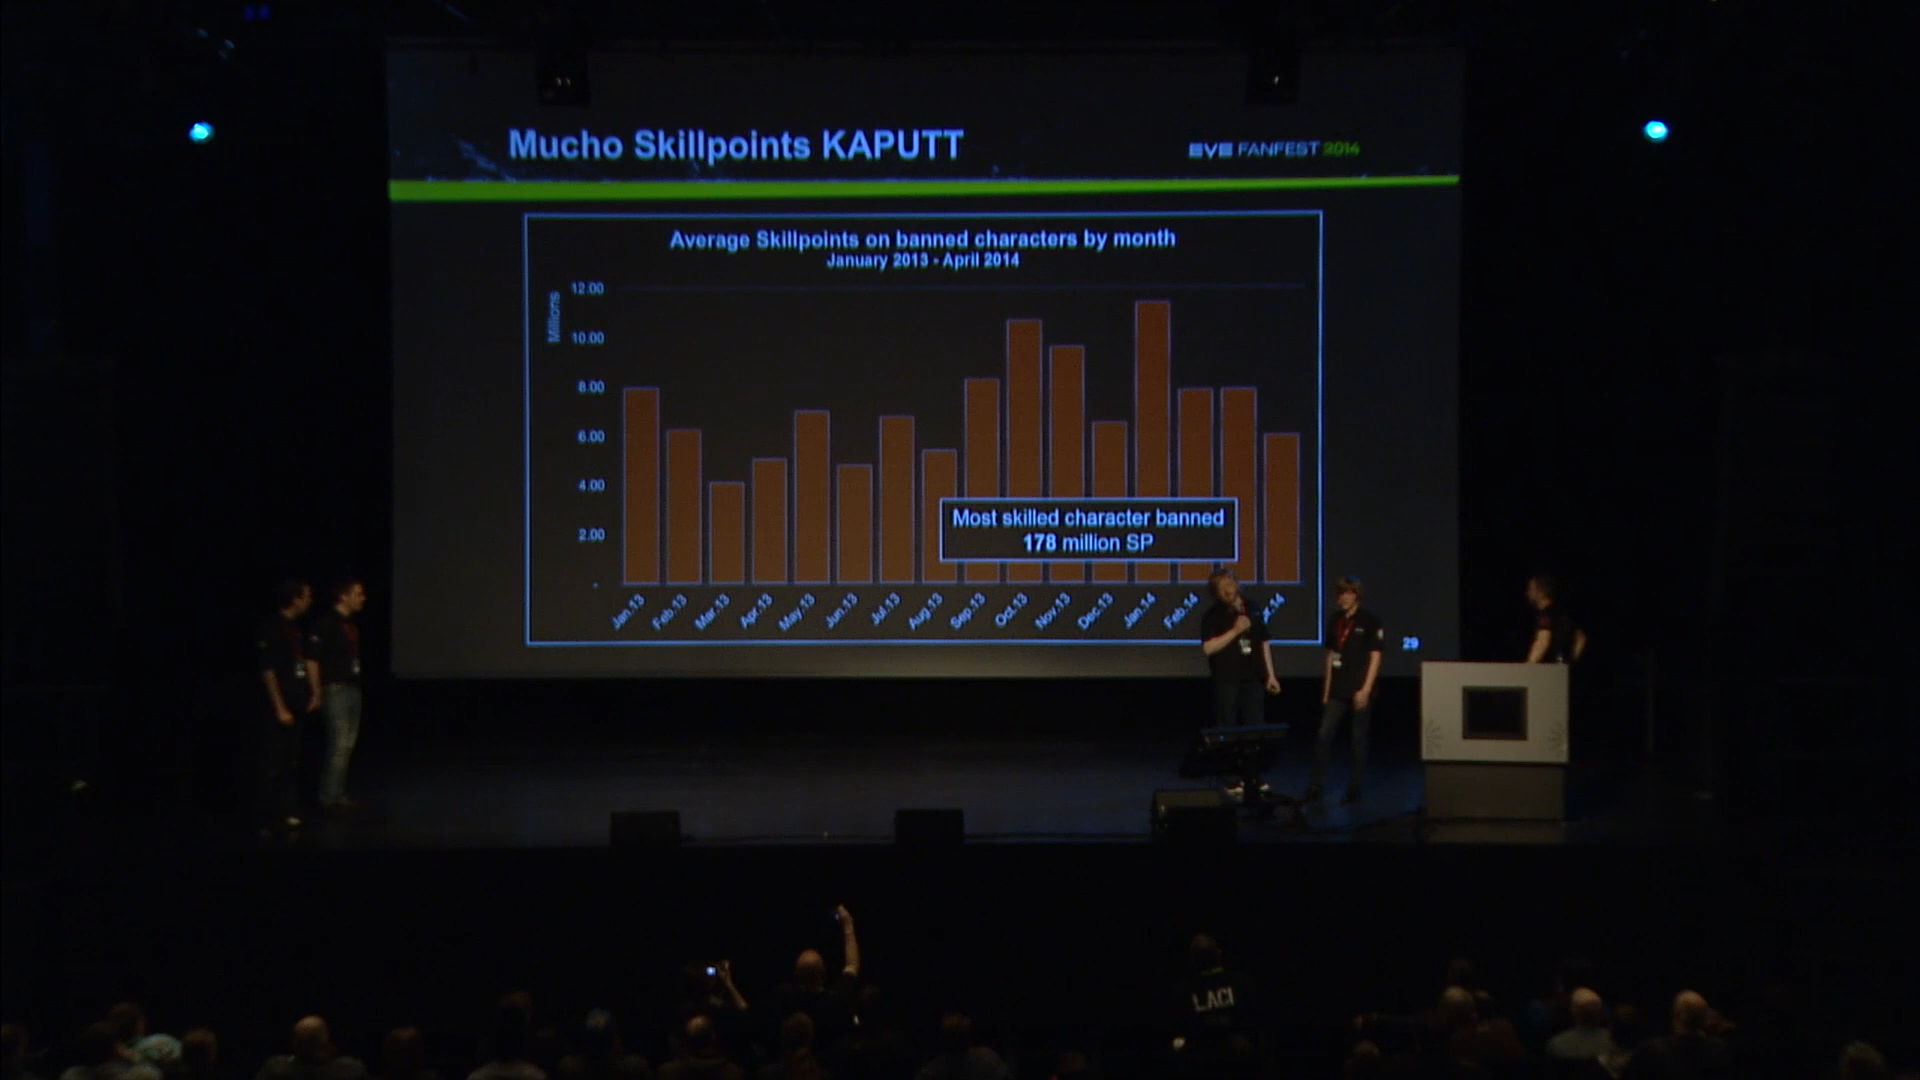 Mucho Skillpoints KAPUTT
EVE FANFEST 2014
Average Skillpoints on banned characters by month
January 2013 - April 2014
Millions
12.00
10.00
8.00
6.00
4.00
2.00
-
Most skilled character banned
178 million SP
Jan.13
Feb.13
Mar.13
Apr.13
May.13
Jun.13
Jul.13
Aug.13
Sep.13
Oct.13
Nov.13
Dec.13
Jan.14
Feb.14
29
LACI